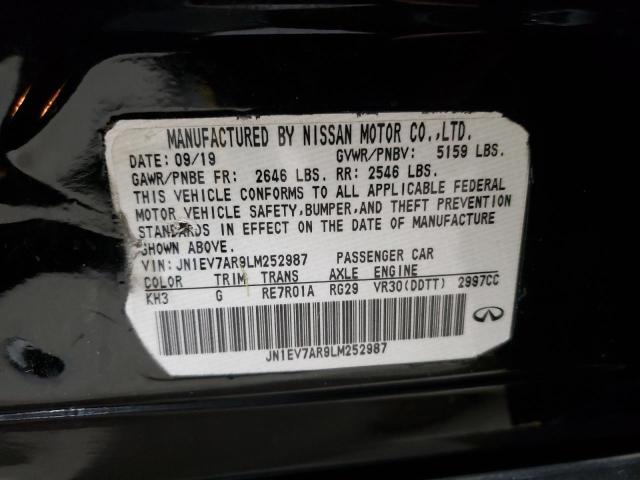 MANUFACTURED BY NISSAN MOTOR CO.,LTD.
DATE: 09/19 GVWR/PNBV: 5159 LBS.
GAWR/PNBE FR: 2646 LBS. RR: 2546 LBS.
THIS VEHICLE CONFORMS TO ALL APPLICABLE FEDERAL
MOTOR VEHICLE SAFETY,BUMPER,AND THEFT PREVENTION
STANDARDS IN EFFECT ON THE DATE OF MANUFACTURE
SHOWN ABOVE.
VIN: JN1EV7AR9LM252987 PASSENGER CAR
COLOR TRIM TRANS AXLE ENGINE
KH3 G RE7R01A RG29 VR30(DDTT) 2997CC
JN1EV7AR9LM252987